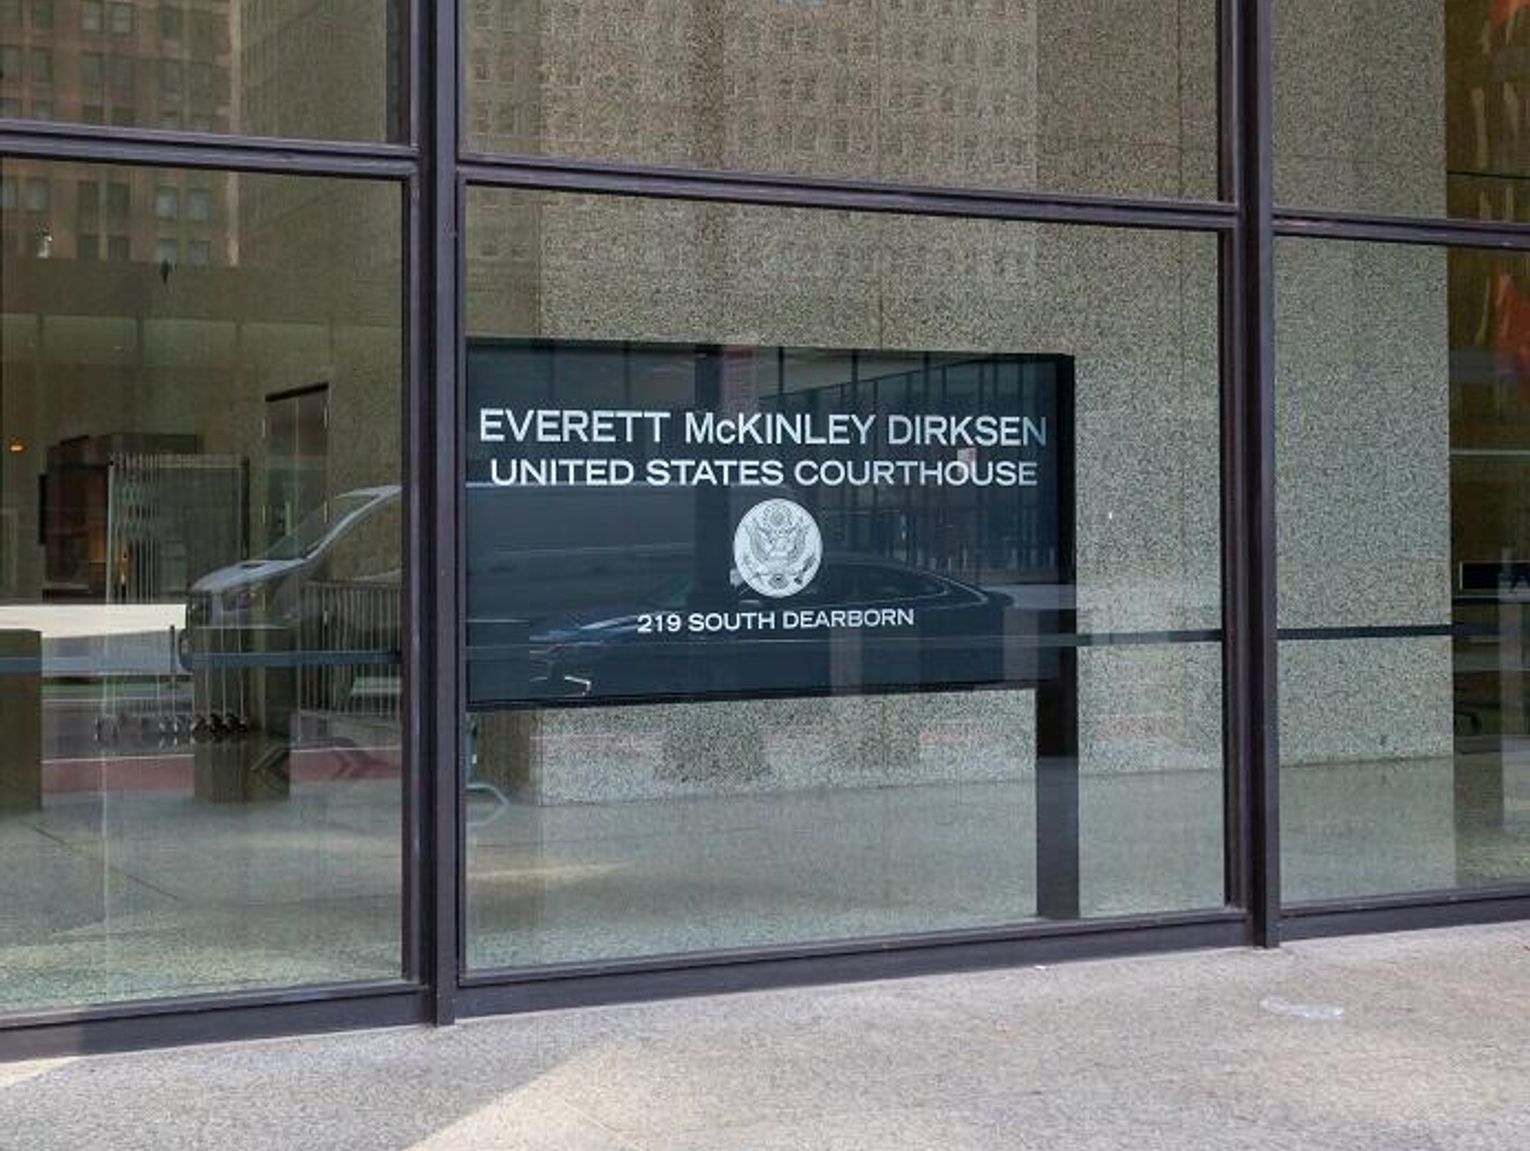 EVERETT McKINLEY DIRKSEN
UNITED STATES COURTHOUSE
219 SOUTH DEARBORN